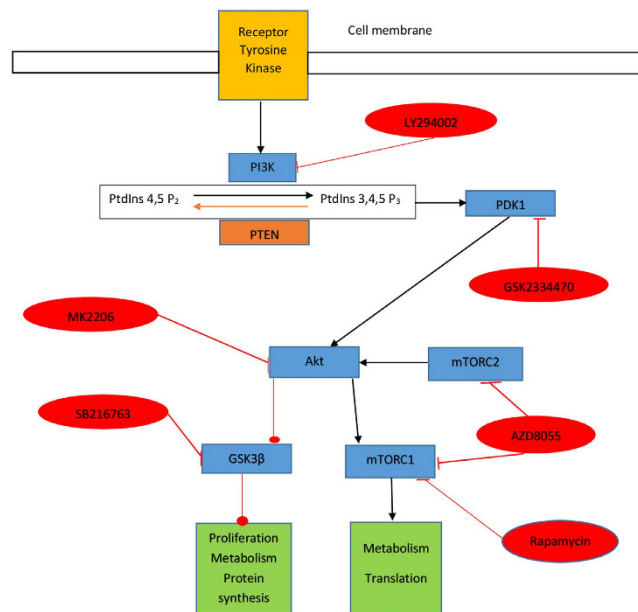 Receptor
Tyrosine
Kinase
Cell membrane
LY294002
PI3K
PtdIns 4,5 P₂
PtdIns 3,4,5 P₃
PTEN
PDK1
GSK2334470
MK2206
Akt
mTORC2
SB216763
AZD8055
GSK3β
mTORC1
Proliferation
Metabolism
Protein
synthesis
Metabolism
Translation
Rapamycin